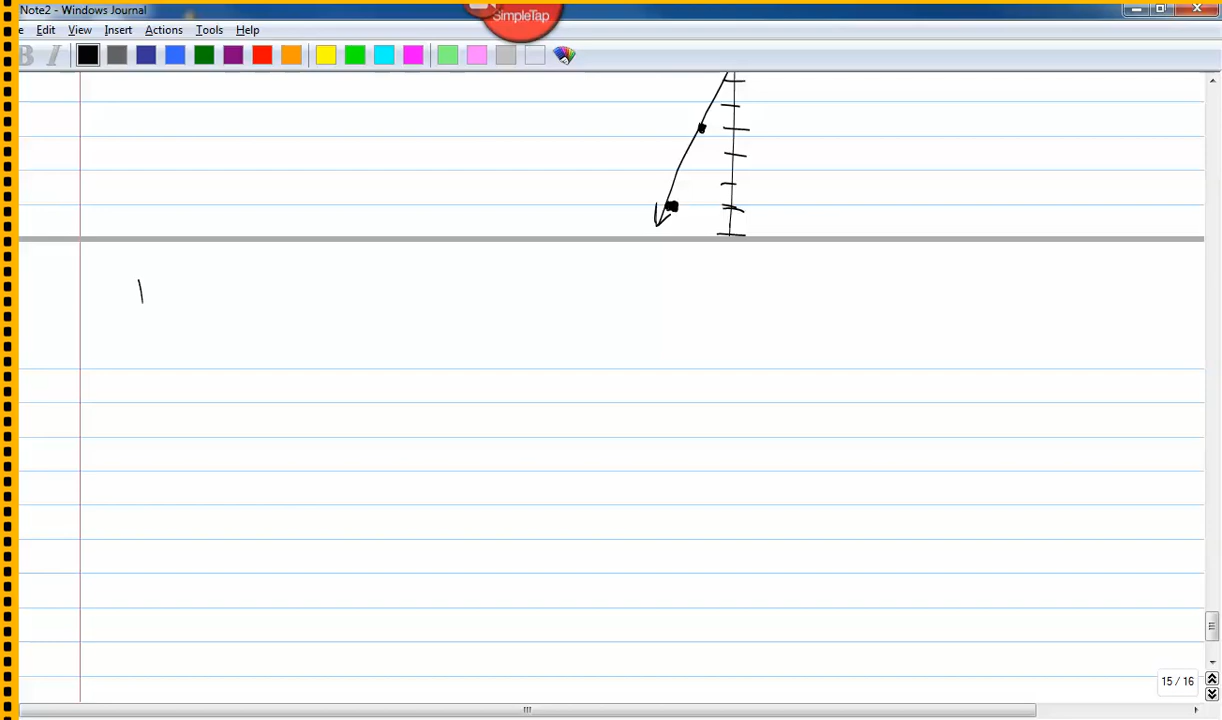 Note2 - Windows Journal
SimpleTap
e Edit View Insert Actions Tools Help
B I
15 / 16